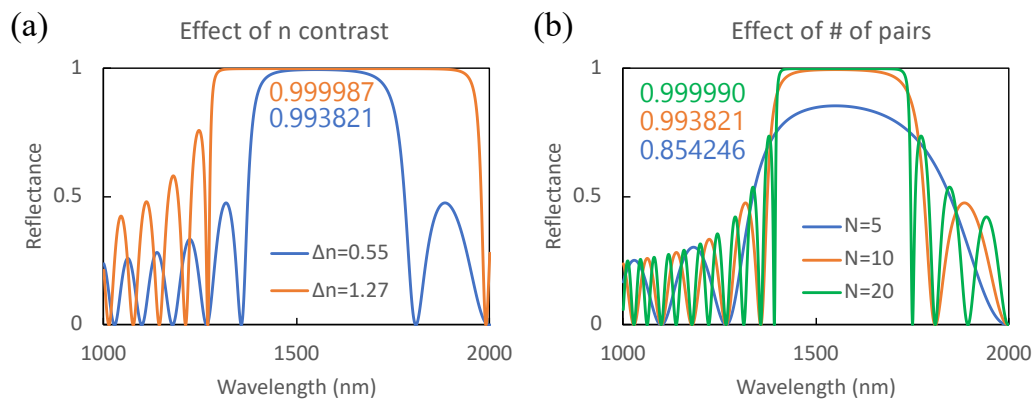 (a)
Effect of n contrast
1
0.999987
0.993821
0.5
Reflectance
Δn=0.55
Δn=1.27
0
1000
1500
2000
Wavelength (nm)
(b)
Effect of # of pairs
1
0.999990
0.993821
0.854246
0.5
Reflectance
N=5
N=10
N=20
0
1000
1500
2000
Wavelength (nm)